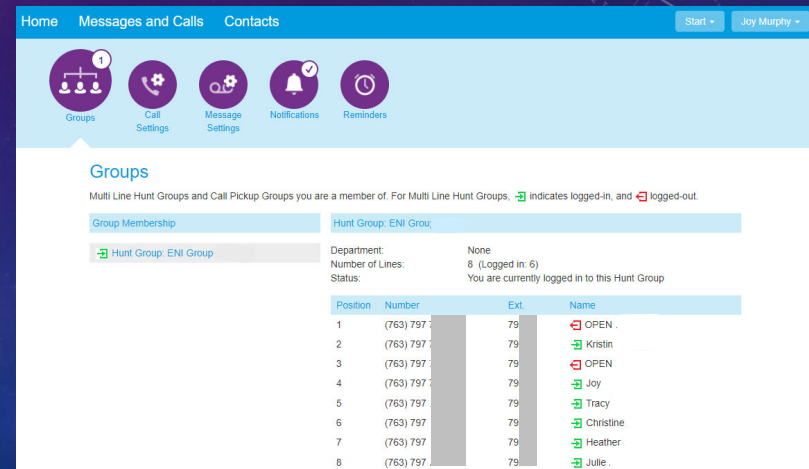 Home Messages and Calls Contacts Start Joy Murphy
1
Groups Call Settings Message Settings Notifications Reminders
Groups
Multi Line Hunt Groups and Call Pickup Groups you are a member of. For Multi Line Hunt Groups, indicates logged-in, and logged-out.
Group Membership Hunt Group: ENI Grou
Hunt Group: ENI Group
Department: None
Number of Lines: 8 (Logged in: 6)
Status: You are currently logged in to this Hunt Group
Position Number Ext. Name
1 (763) 797 79 OPEN .
2 (763) 797 79 Kristin
3 (763) 797 79 OPEN
4 (763) 797 79 Joy
5 (763) 797 79 Tracy
6 (763) 797 79 Christine
7 (763) 797 79 Heather
8 (763) 797 79 Julie .